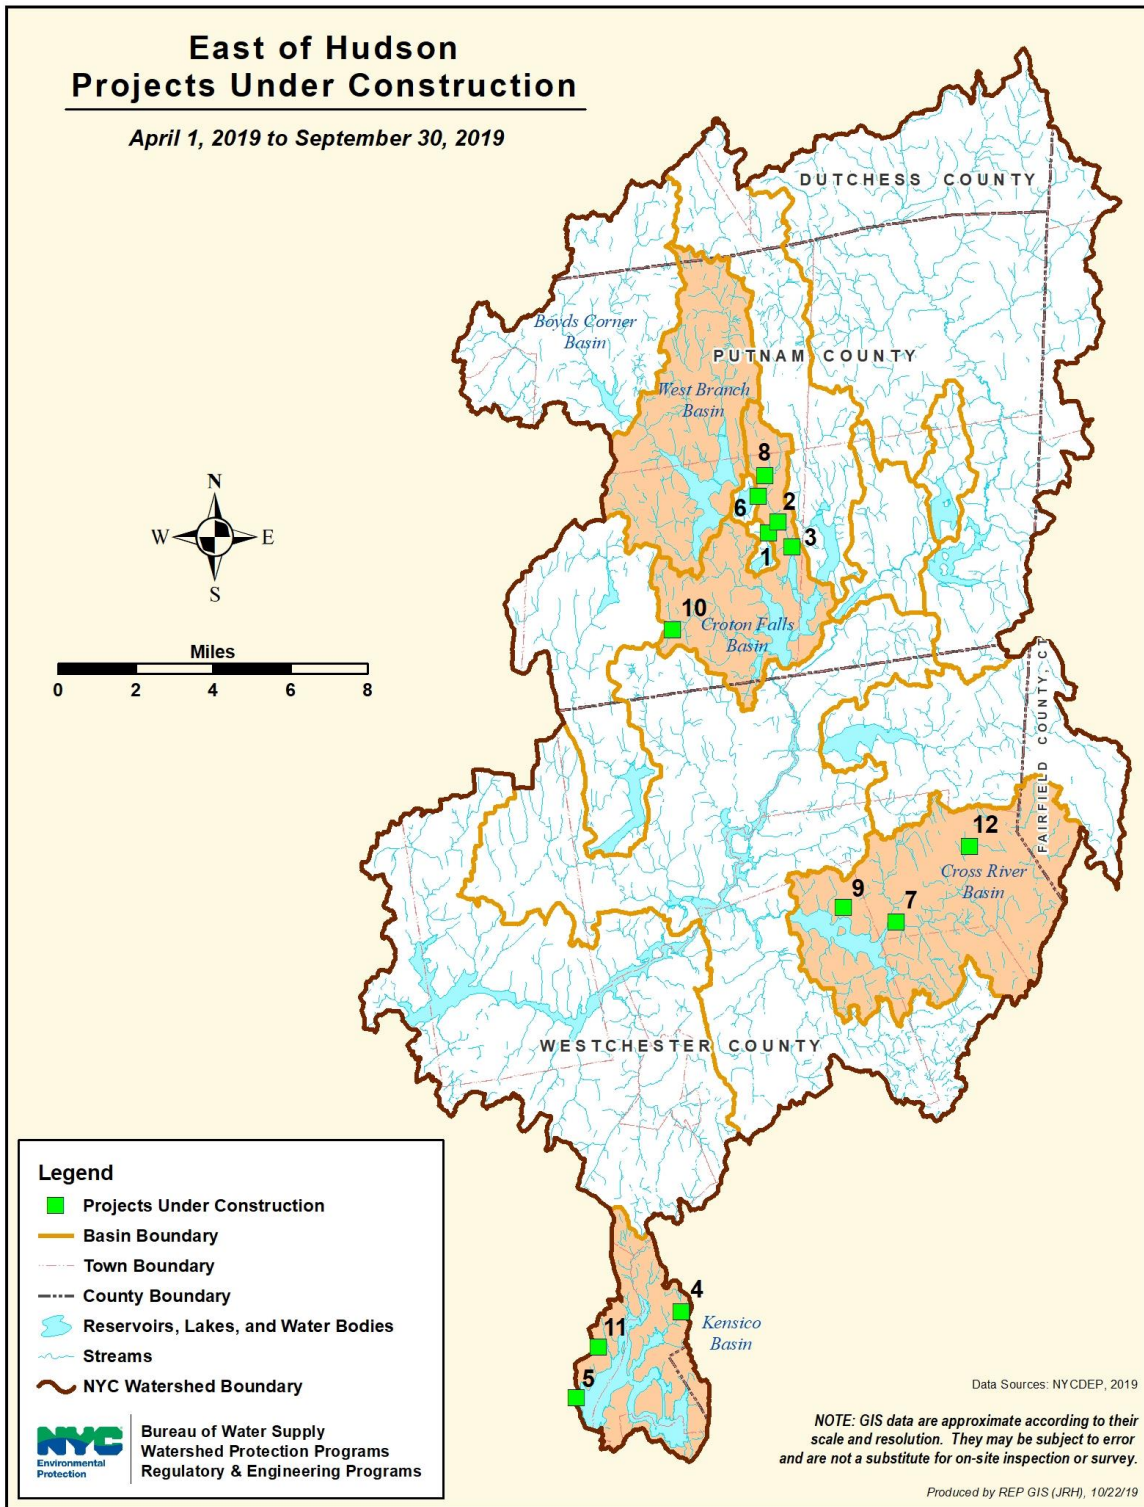 East of Hudson
Projects Under Construction
April 1, 2019 to September 30, 2019
DUTCHESS COUNTY
Boyds Corner
Basin
PUTNAM COUNTY
West Branch
Basin
8
6
2
1
3
N
W
E
S
10
Croton Falls
Basin
Miles
0 2 4 6 8
FAIRFIELD COUNTY, CT
12
Cross River
Basin
9
7
WESTCHESTER COUNTY
4
Kensico
Basin
11
5
Legend
Projects Under Construction
Basin Boundary
Town Boundary
County Boundary
Reservoirs, Lakes, and Water Bodies
Streams
NYC Watershed Boundary
NYC
Environmental
Protection
Bureau of Water Supply
Watershed Protection Programs
Regulatory & Engineering Programs
Data Sources: NYCDEP, 2019
NOTE: GIS data are approximate according to their
scale and resolution. They may be subject to error
and are not a substitute for on-site inspection or survey.
Produced by REP GIS (JRH), 10/22/19